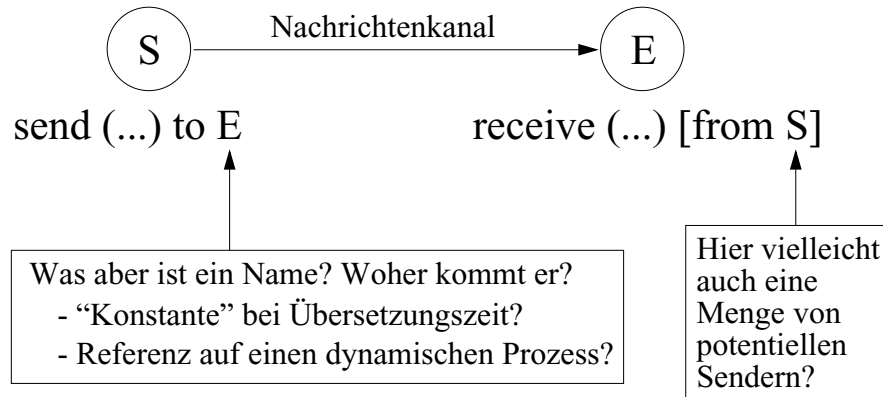 Nachrichtenkanal
S
E
send (...) to E
receive (...) [from S]
Was aber ist ein Name? Woher kommt er?
- “Konstante” bei Übersetzungszeit?
- Referenz auf einen dynamischen Prozess?
Hier vielleicht
auch eine
Menge von
potentiellen
Sendern?